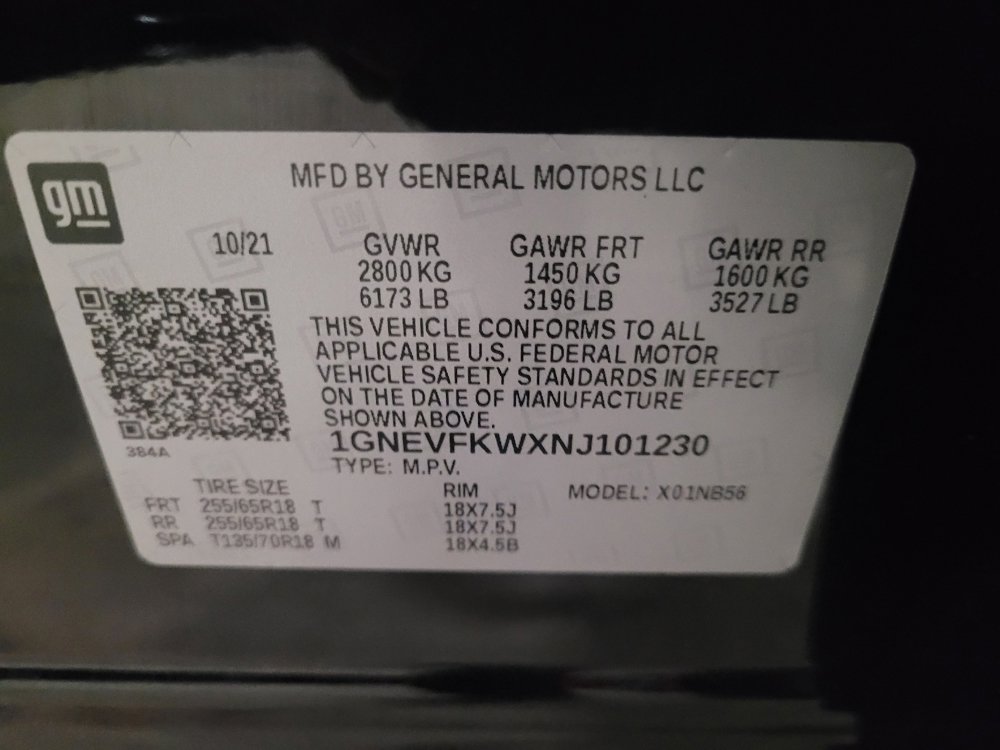 gm
MFD BY GENERAL MOTORS LLC
10/21 GVWR GAWR FRT GAWR RR
2800 KG 1450 KG 1600 KG
6173 LB 3196 LB 3527 LB
THIS VEHICLE CONFORMS TO ALL
APPLICABLE U.S. FEDERAL MOTOR
VEHICLE SAFETY STANDARDS IN EFFECT
ON THE DATE OF MANUFACTURE
SHOWN ABOVE.
384A
1GNEVFKWXNJ101230
TYPE: M.P.V.
TIRE SIZE RIM MODEL: X01NB56
FRT 255/65R18 T 18X7.5J
RR 255/65R18 T 18X7.5J
SPA T135/70R18 M 18X4.5B